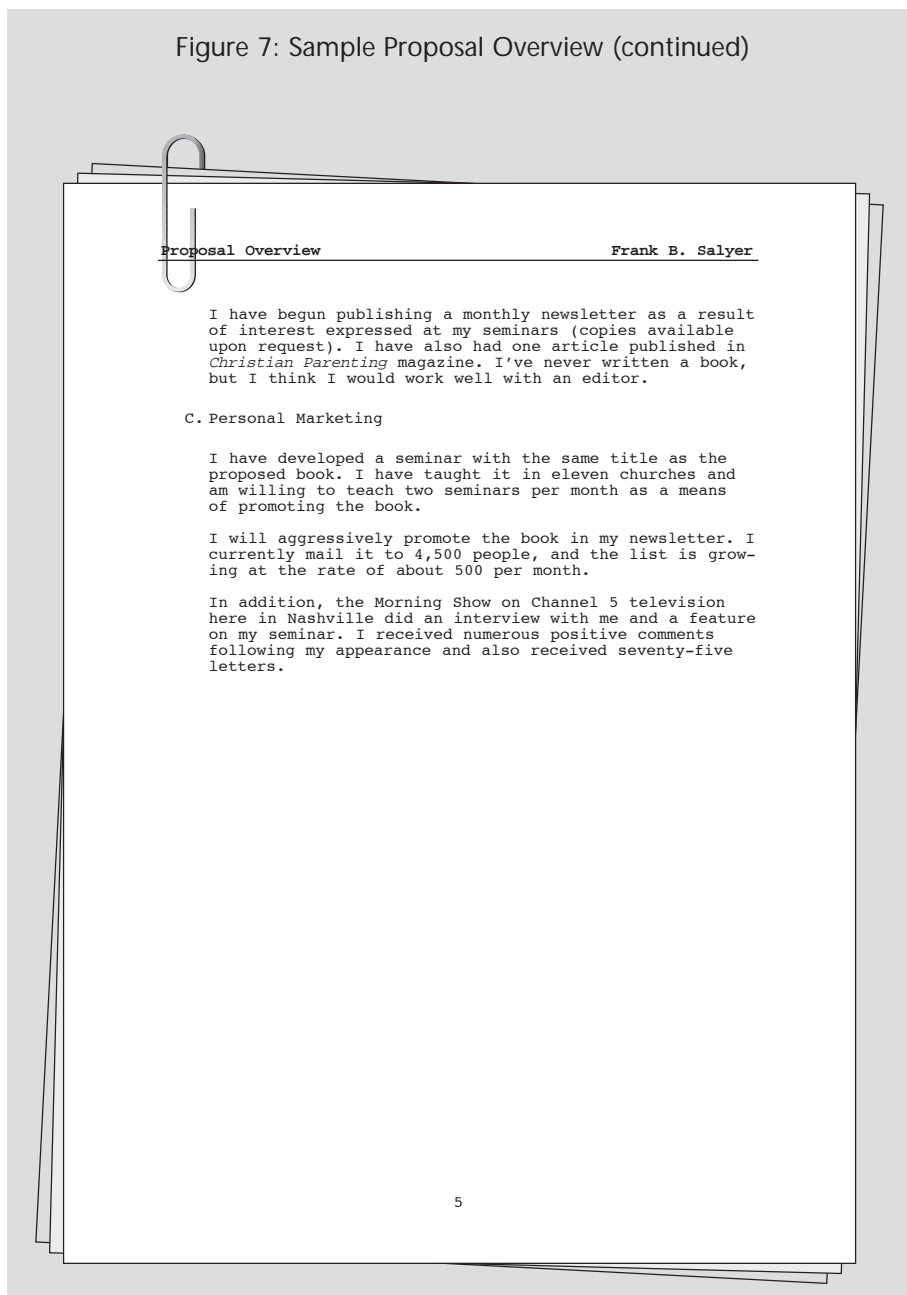 Figure 7: Sample Proposal Overview (continued)
Proposal Overview Frank B. Salyer
I have begun publishing a monthly newsletter as a result
of interest expressed at my seminars (copies available
upon request). I have also had one article published in
Christian Parenting magazine. I've never written a book,
but I think I would work well with an editor.
C. Personal Marketing
I have developed a seminar with the same title as the
proposed book. I have taught it in eleven churches and
am willing to teach two seminars per month as a means
of promoting the book.
I will aggressively promote the book in my newsletter. I
currently mail it to 4,500 people, and the list is grow-
ing at the rate of about 500 per month.
In addition, the Morning Show on Channel 5 television
here in Nashville did an interview with me and a feature
on my seminar. I received numerous positive comments
following my appearance and also received seventy-five
letters.
5